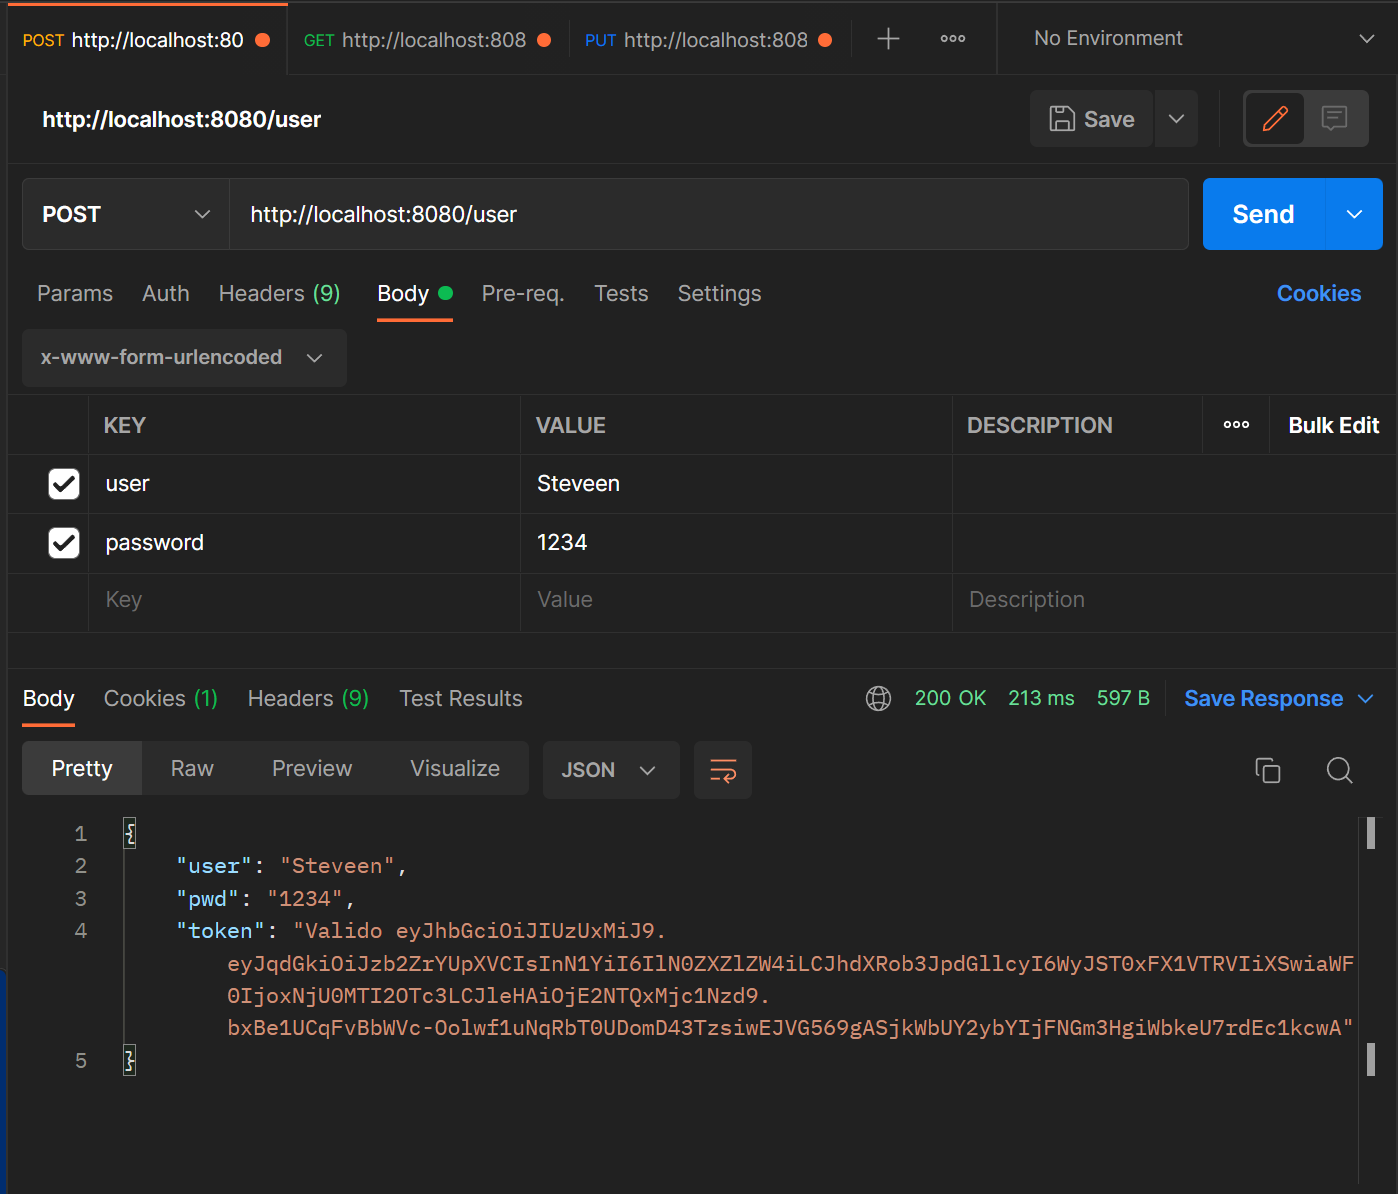 POST http://localhost:80 GET http://localhost:808 PUT http://localhost:808 No Environment
http://localhost:8080/user Save
POST http://localhost:8080/user Send
Params Auth Headers (9) Body Pre-req. Tests Settings Cookies
x-www-form-urlencoded
KEY VALUE DESCRIPTION Bulk Edit
user Steveen
password 1234
Key Value Description
Body Cookies (1) Headers (9) Test Results 200 OK 213 ms 597 B Save Response
Pretty Raw Preview Visualize JSON
1 {
2 "user": "Steveen",
3 "pwd": "1234",
4 "token": "Valido eyJhbGciOiJIUzUxMiJ9.
eyJqdGkiOiJzb2ZrYUpXVCIsInN1YiI6IlN0ZXZlZW4iLCJhdXRob3JpdGllcyI6WyJST0xFX1VTRVIiXSwiaWF
0IjoxNjU0MTI2OTc3LCJleHAiOjE2NTQxMjc1Nzd9.
bxBe1UCqFvBbWVc-Oolwf1uNqRbT0UDomD43TzsiwEJVG569gASjkWbUY2ybYIjFNGm3HgiWbkeU7rdEc1kcwA"
5 }